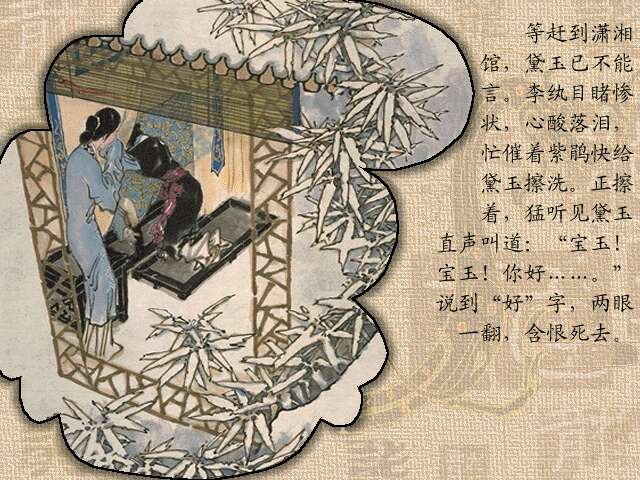 等赶到潇湘
馆，黛玉已不能
言。李纨目睹惨
状，心酸落泪，
忙催着紫鹃快给
黛玉擦洗。正擦
着，猛听见黛玉
直声叫道：“宝玉！
宝玉！你好……。”
说到“好”字，两眼
一翻，含恨死去。